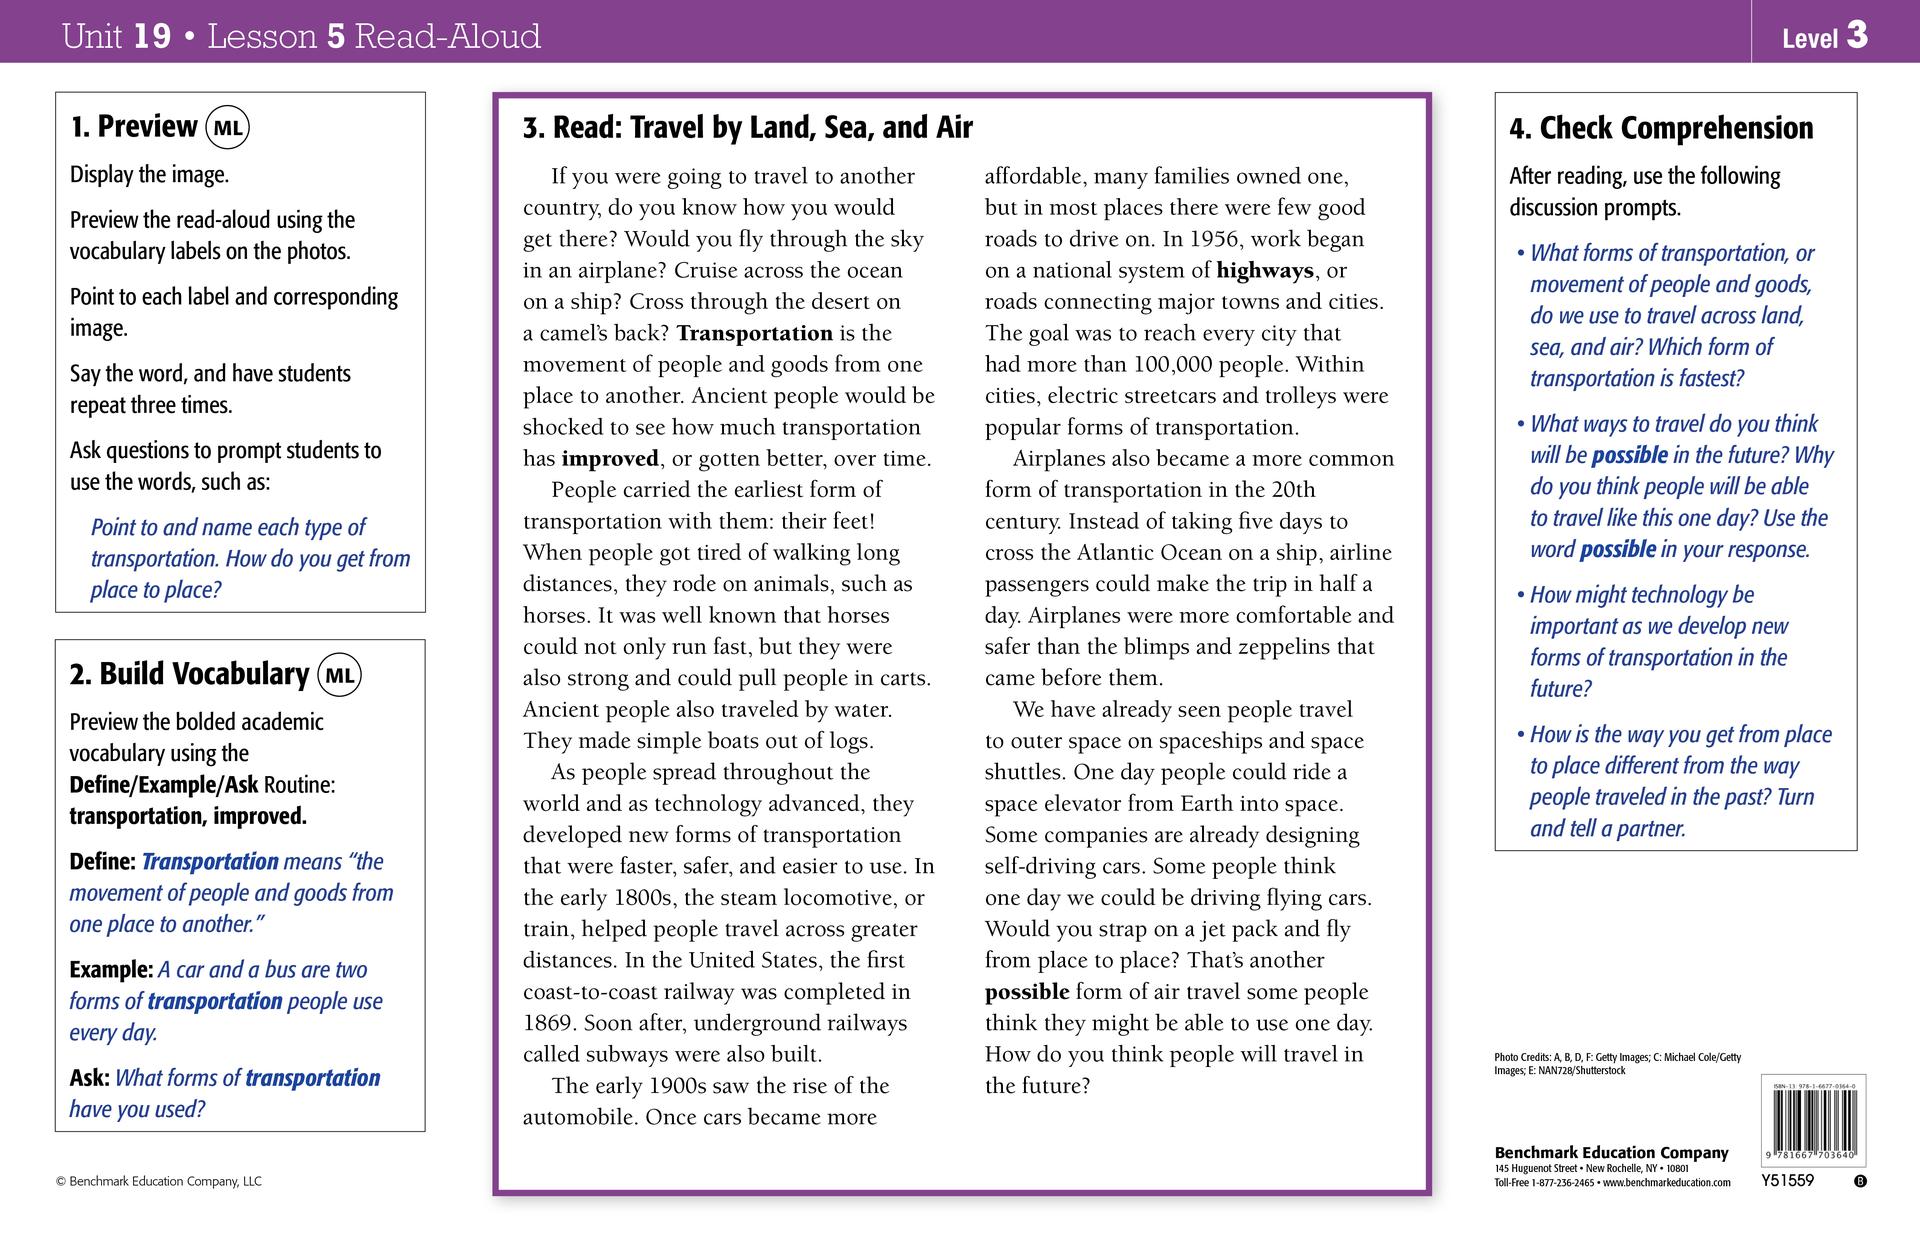 Unit 19 • Lesson 5 Read-Aloud
Level 3
1. Preview ML
Display the image.
Preview the read-aloud using the
vocabulary labels on the photos.
Point to each label and corresponding
image.
Say the word, and have students
repeat three times.
Ask questions to prompt students to
use the words, such as:
Point to and name each type of
transportation. How do you get from
place to place?
2. Build Vocabulary ML
Preview the bolded academic
vocabulary using the
Define/Example/Ask Routine:
transportation, improved.
Define: Transportation means “the
movement of people and goods from
one place to another.”
Example: A car and a bus are two
forms of transportation people use
every day.
Ask: What forms of transportation
have you used?
© Benchmark Education Company, LLC
3. Read: Travel by Land, Sea, and Air
If you were going to travel to another
country, do you know how you would
get there? Would you fly through the sky
in an airplane? Cruise across the ocean
on a ship? Cross through the desert on
a camel’s back? Transportation is the
movement of people and goods from one
place to another. Ancient people would be
shocked to see how much transportation
has improved, or gotten better, over time.
People carried the earliest form of
transportation with them: their feet!
When people got tired of walking long
distances, they rode on animals, such as
horses. It was well known that horses
could not only run fast, but they were
also strong and could pull people in carts.
Ancient people also traveled by water.
They made simple boats out of logs.
As people spread throughout the
world and as technology advanced, they
developed new forms of transportation
that were faster, safer, and easier to use. In
the early 1800s, the steam locomotive, or
train, helped people travel across greater
distances. In the United States, the first
coast-to-coast railway was completed in
1869. Soon after, underground railways
called subways were also built.
The early 1900s saw the rise of the
automobile. Once cars became more
affordable, many families owned one,
but in most places there were few good
roads to drive on. In 1956, work began
on a national system of highways, or
roads connecting major towns and cities.
The goal was to reach every city that
had more than 100,000 people. Within
cities, electric streetcars and trolleys were
popular forms of transportation.
Airplanes also became a more common
form of transportation in the 20th
century. Instead of taking five days to
cross the Atlantic Ocean on a ship, airline
passengers could make the trip in half a
day. Airplanes were more comfortable and
safer than the blimps and zeppelins that
came before them.
We have already seen people travel
to outer space on spaceships and space
shuttles. One day people could ride a
space elevator from Earth into space.
Some companies are already designing
self-driving cars. Some people think
one day we could be driving flying cars.
Would you strap on a jet pack and fly
from place to place? That’s another
possible form of air travel some people
think they might be able to use one day.
How do you think people will travel in
the future?
4. Check Comprehension
After reading, use the following
discussion prompts.
• What forms of transportation, or
movement of people and goods,
do we use to travel across land,
sea, and air? Which form of
transportation is fastest?
• What ways to travel do you think
will be possible in the future? Why
do you think people will be able
to travel like this one day? Use the
word possible in your response.
• How might technology be
important as we develop new
forms of transportation in the
future?
• How is the way you get from place
to place different from the way
people traveled in the past? Turn
and tell a partner.
Photo Credits: A, B, D, F: Getty Images; C: Michael Cole/Getty
Images; E: NAN728/Shutterstock
Benchmark Education Company
145 Huguenot Street • New Rochelle, NY • 10801
Toll-Free 1-877-236-2465 • www.benchmarkeducation.com
ISBN-13 978-1-6677-0364-0
9 781667 703640
Y51559
B